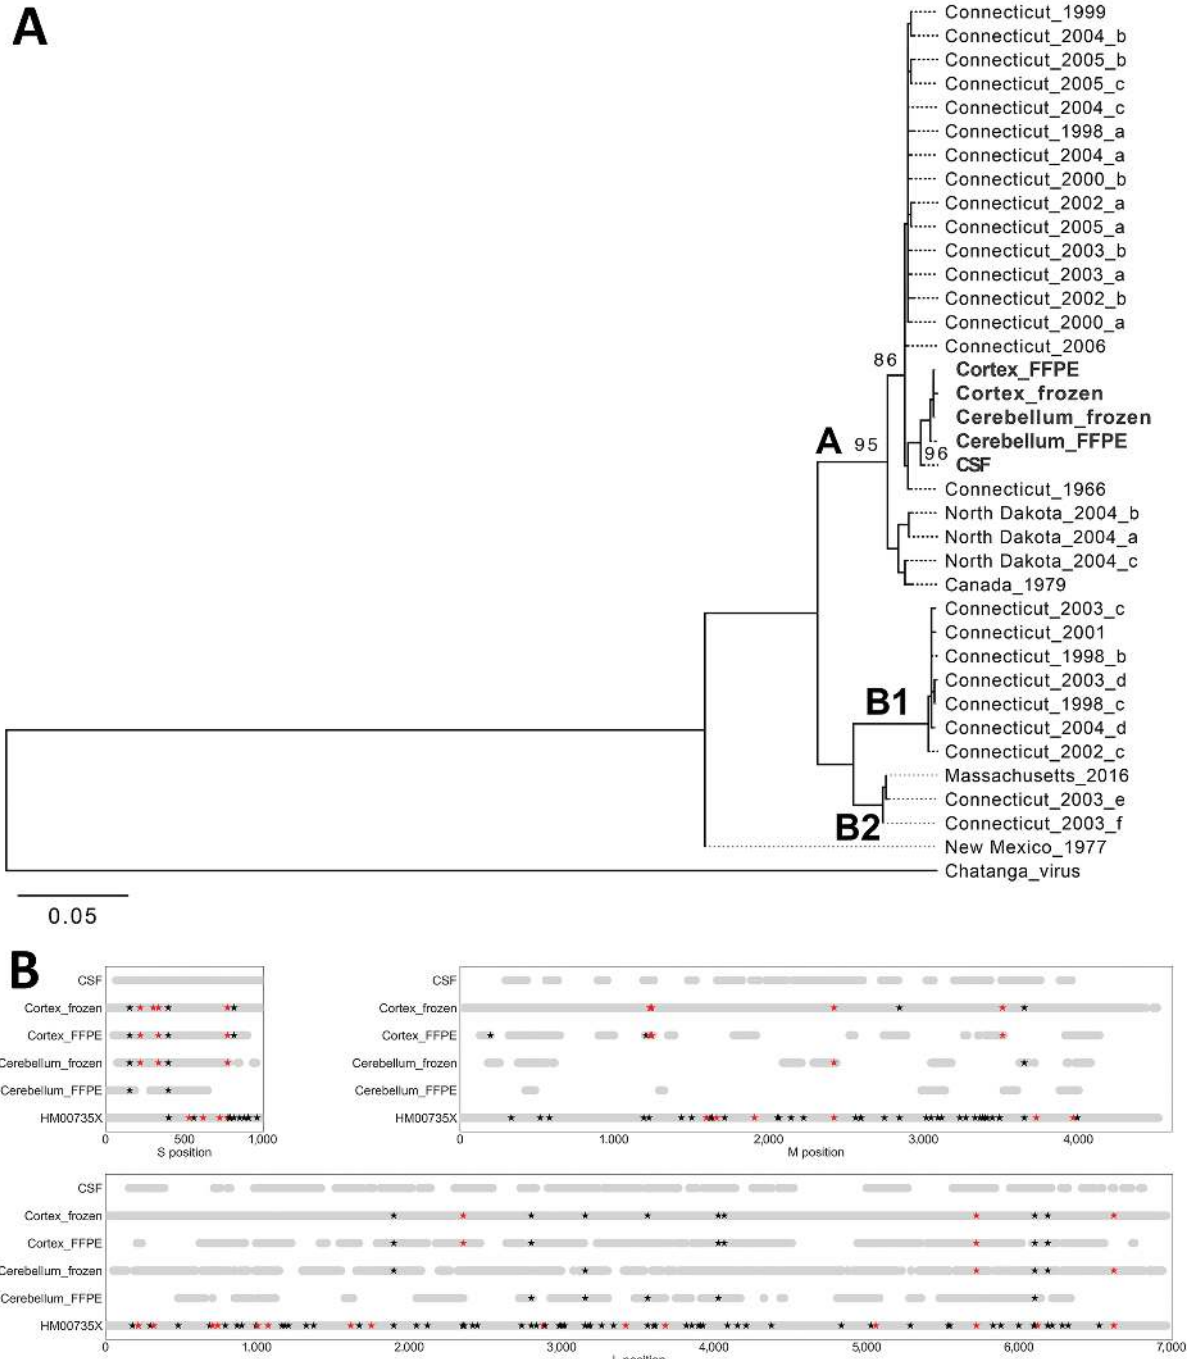 A
Connecticut_1999
Connecticut_2004_b
Connecticut_2005_b
Connecticut_2005_c
Connecticut_2004_c
Connecticut_1998_a
Connecticut_2004_a
Connecticut_2000_b
Connecticut_2002_a
Connecticut_2005_a
Connecticut_2003_b
Connecticut_2003_a
Connecticut_2002_b
Connecticut_2000_a
Connecticut_2006
86
Cortex_FFPE
Cortex_frozen
Cerebellum_frozen
A 95
Cerebellum_FFPE
96
CSF
Connecticut_1966
North Dakota_2004_b
North Dakota_2004_a
North Dakota_2004_c
Canada_1979
Connecticut_2003_c
Connecticut_2001
Connecticut_1998_b
Connecticut_2003_d
B1
Connecticut_1998_c
Connecticut_2004_d
Connecticut_2002_c
Massachusetts_2016
Connecticut_2003_e
B2
Connecticut_2003_f
New Mexico_1977
Chatanga_virus
0.05
B
CSF
Cortex_frozen
Cortex_FFPE
Cerebellum_frozen
Cerebellum_FFPE
HM00735X
0 500 1,000
S position
CSF
Cortex_frozen
Cortex_FFPE
Cerebellum_frozen
Cerebellum_FFPE
HM00735X
0 1.000 2,000 3.000 4,000
M position
CSF
Cortex_frozen
Cortex_FFPE
Cerebellum_frozen
Cerebellum_FFPE
HM00735X
0 1.000 2.000 3,000 4,000 5,000 6,000 7,000
L position